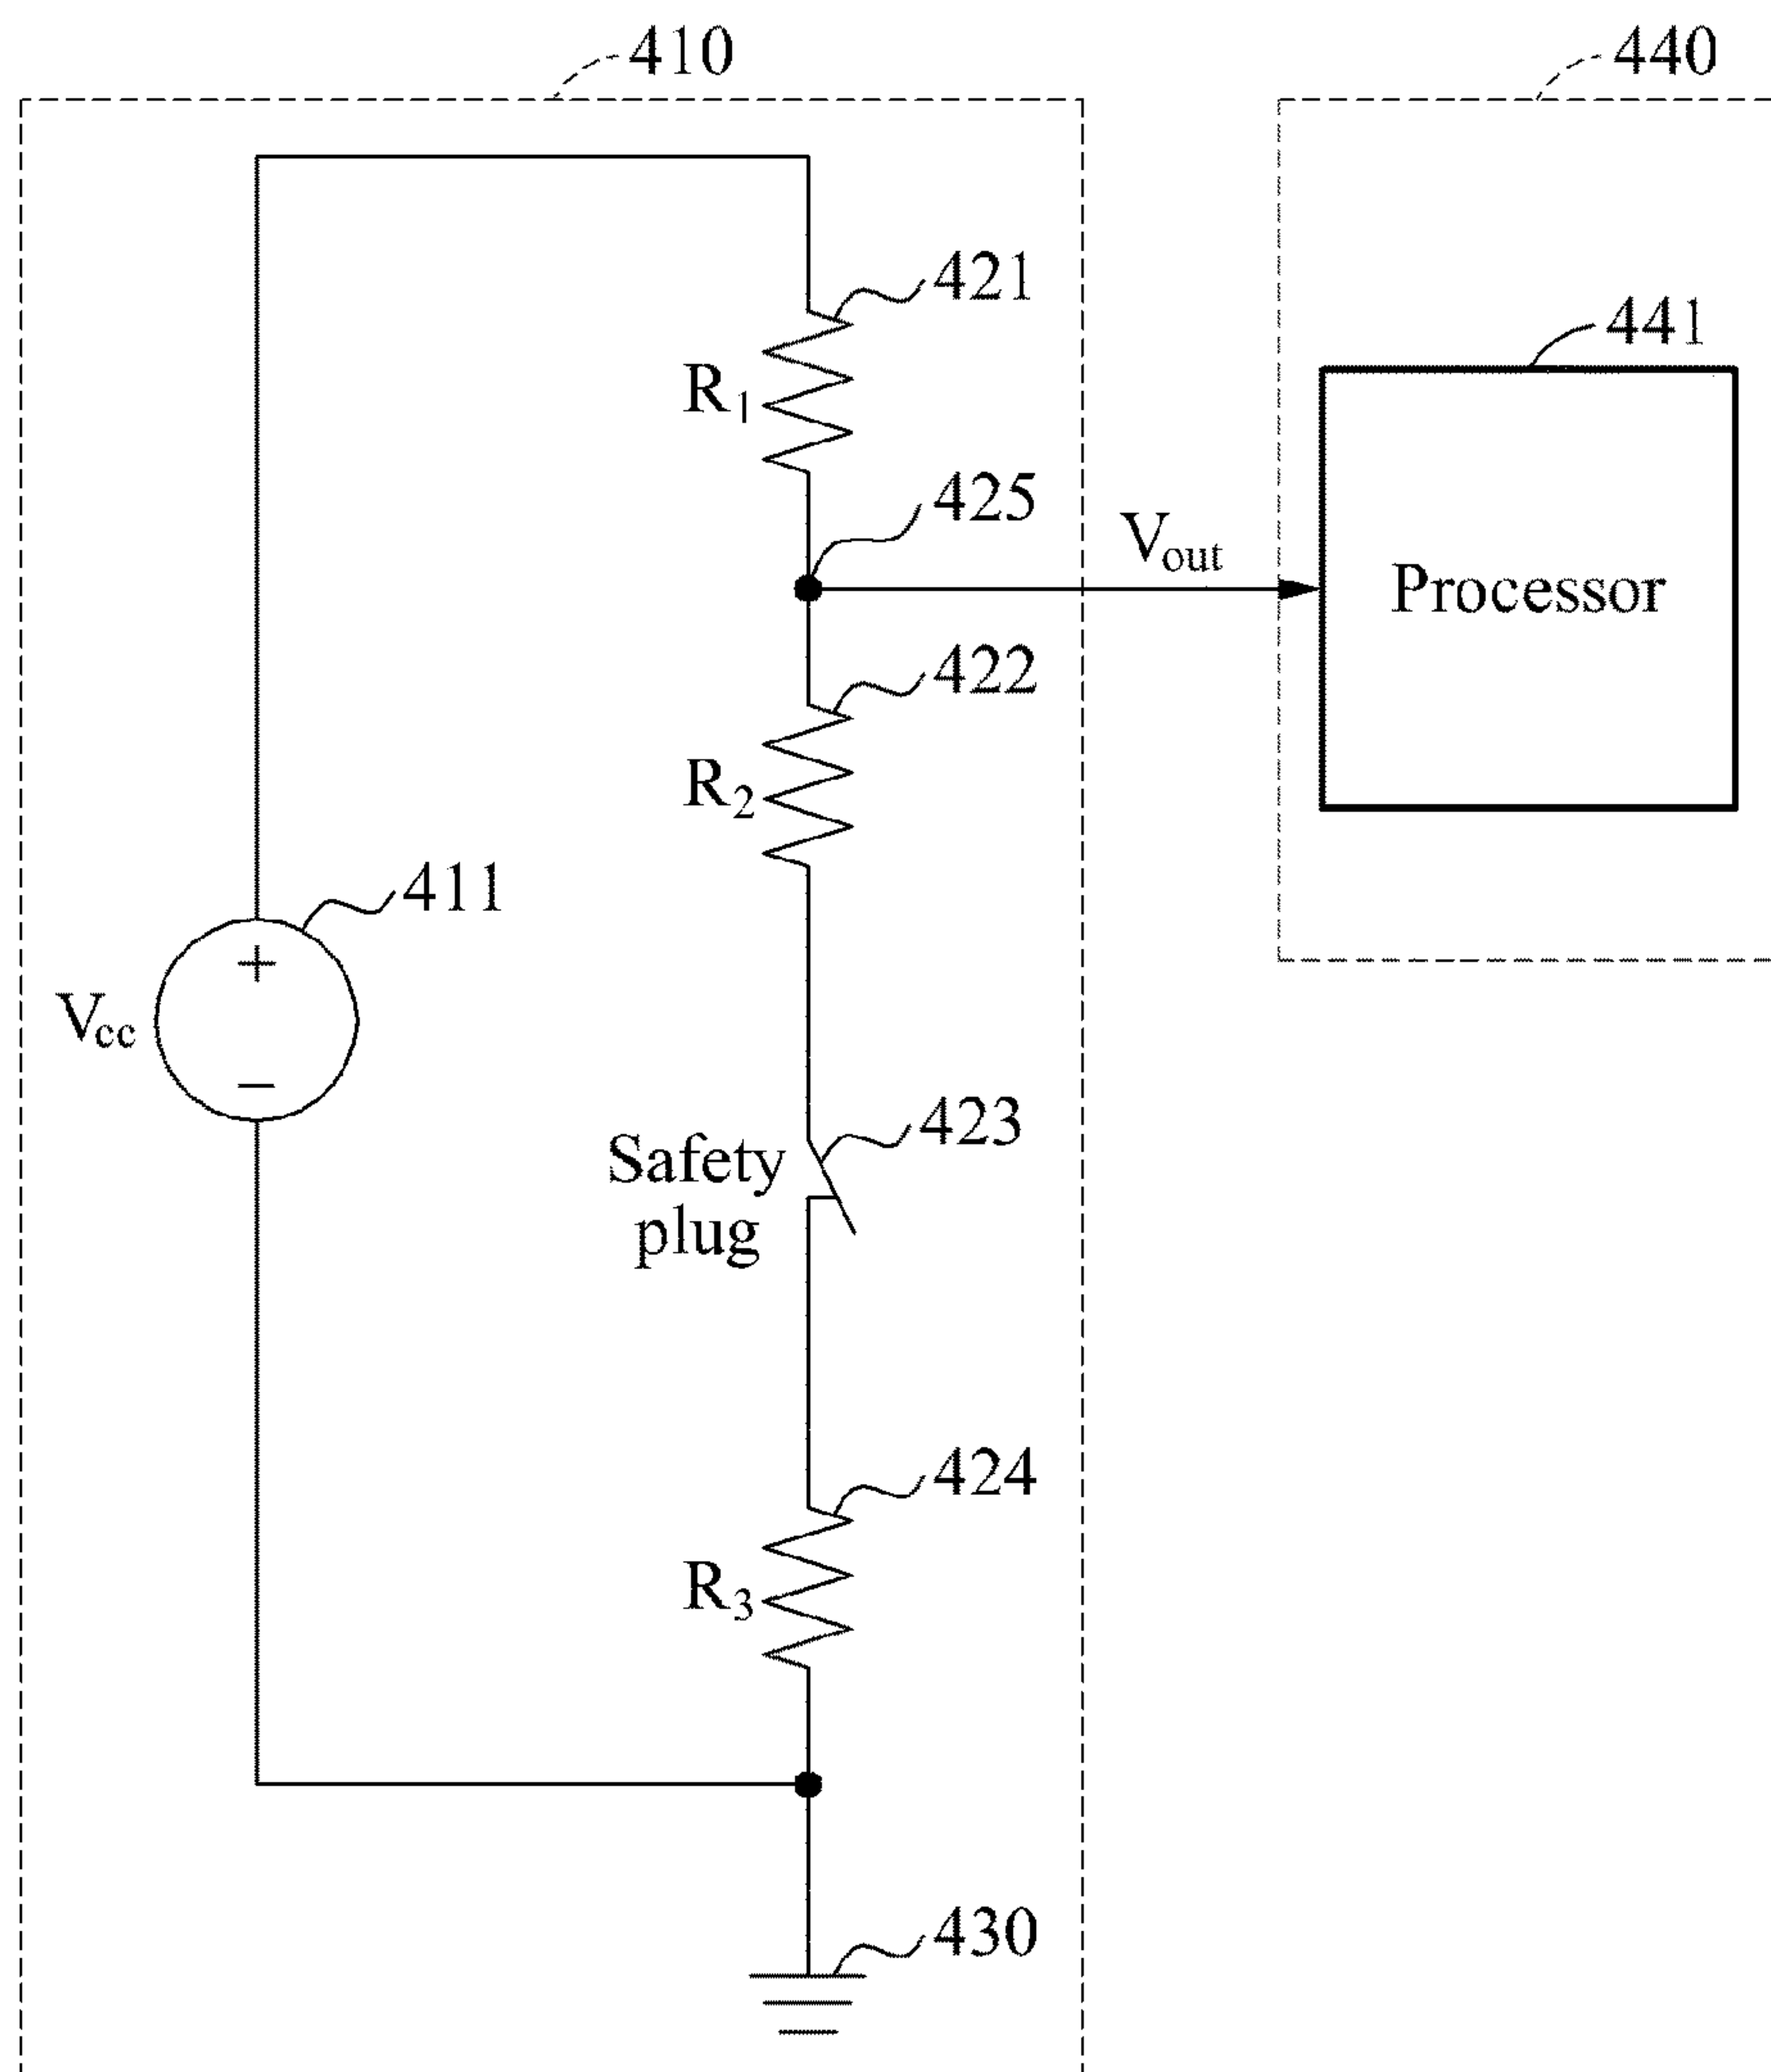 410
440
421
441
R1
425
Vout
Processor
422
R2
411
+
Vcc
−
423
Safety
plug
424
R3
430